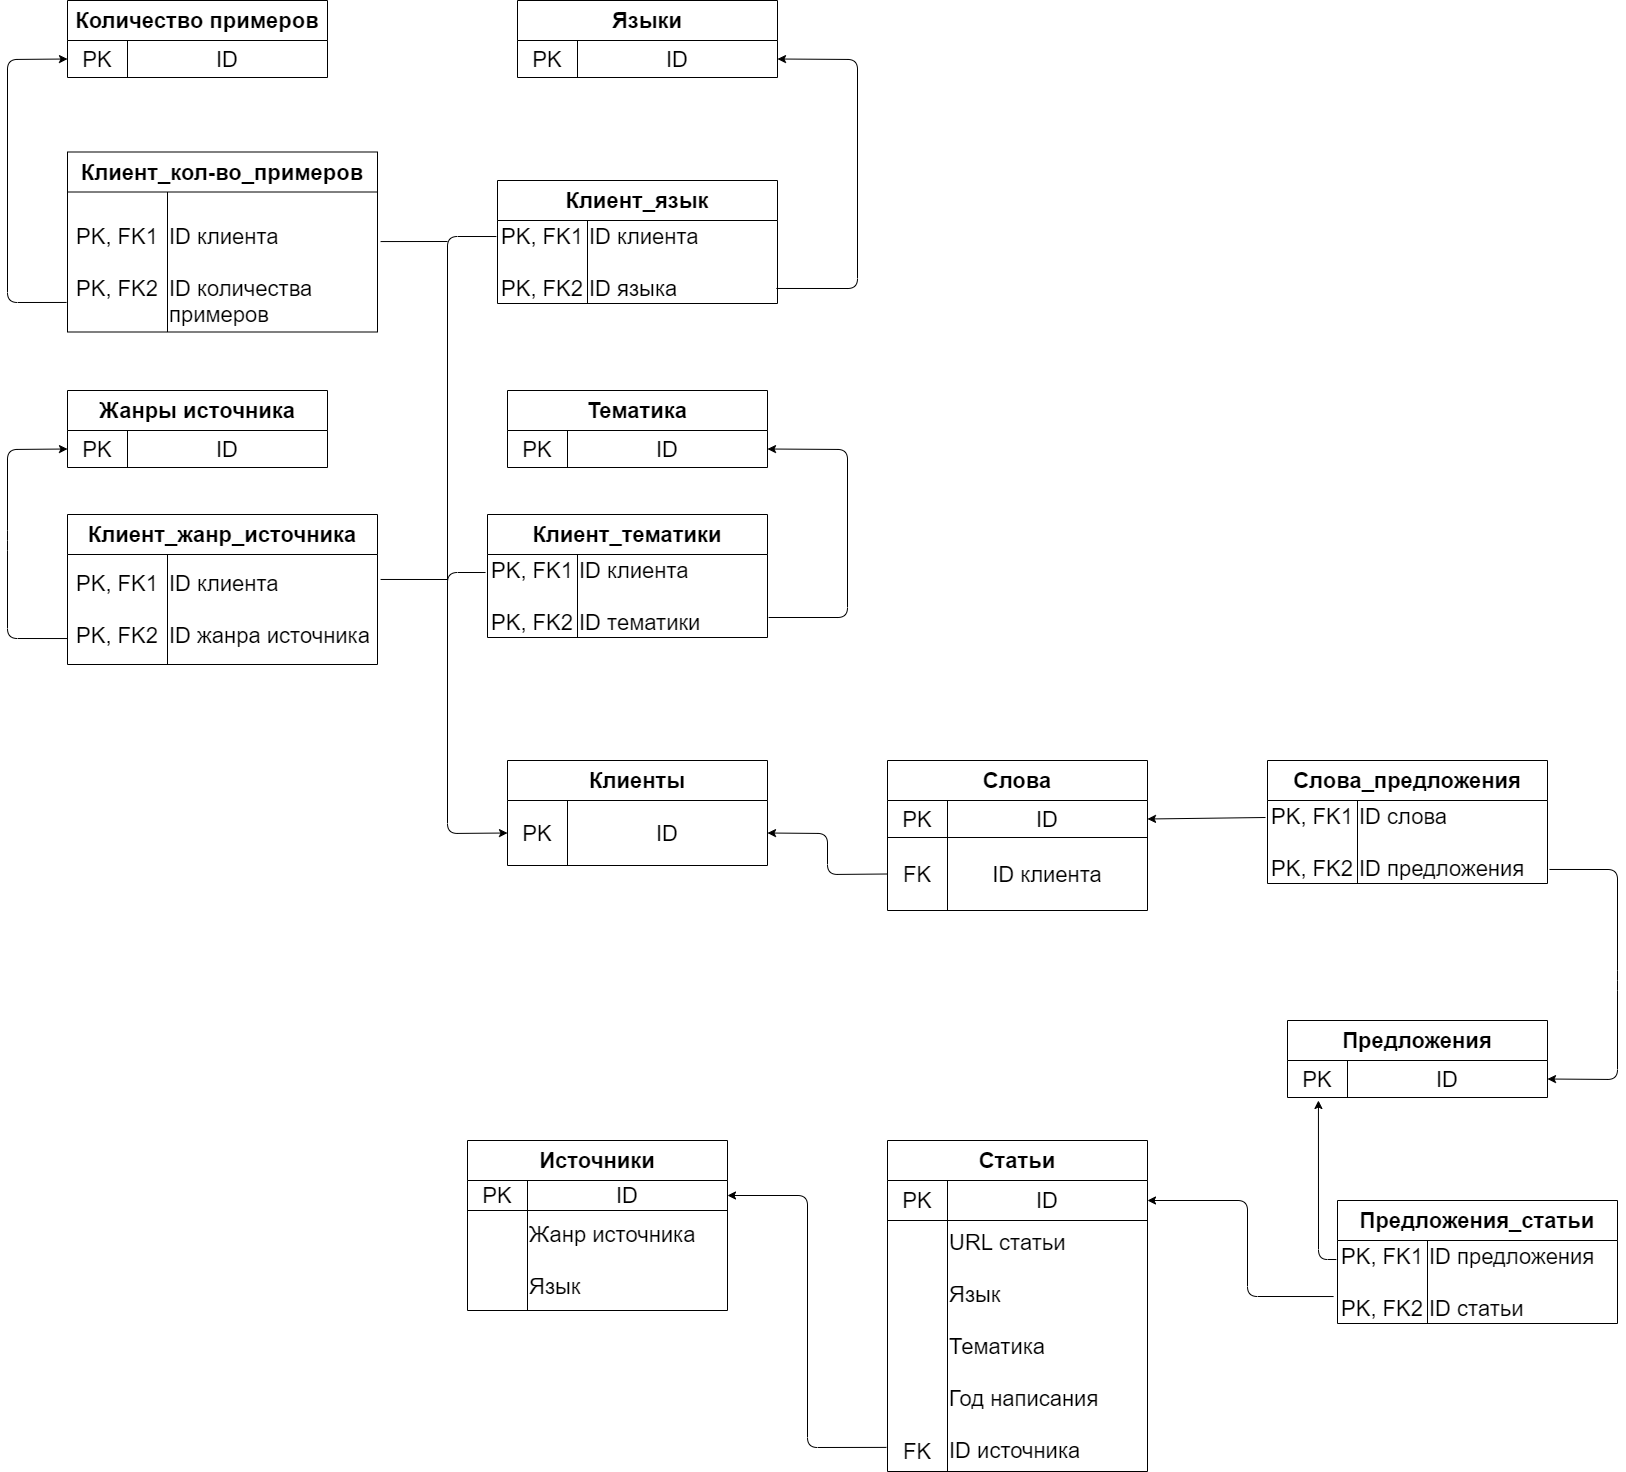 Количество примеров
PK ID
Языки
PK ID
Клиент_кол-во_примеров
PK, FK1 ID клиента
PK, FK2 ID количества
примеров
Клиент_язык
PK, FK1 ID клиента
PK, FK2 ID языка
Жанры источника
PK ID
Тематика
PK ID
Клиент_жанр_источника
PK, FK1 ID клиента
PK, FK2 ID жанра источника
Клиент_тематики
PK, FK1 ID клиента
PK, FK2 ID тематики
Клиенты
PK ID
Слова
PK ID
FK ID клиента
Слова_предложения
PK, FK1 ID слова
PK, FK2 ID предложения
Предложения
PK ID
Источники
PK ID
Жанр источника
Язык
Статьи
PK ID
URL статьи
Язык
Тематика
Год написания
FK ID источника
Предложения_статьи
PK, FK1 ID предложения
PK, FK2 ID статьи